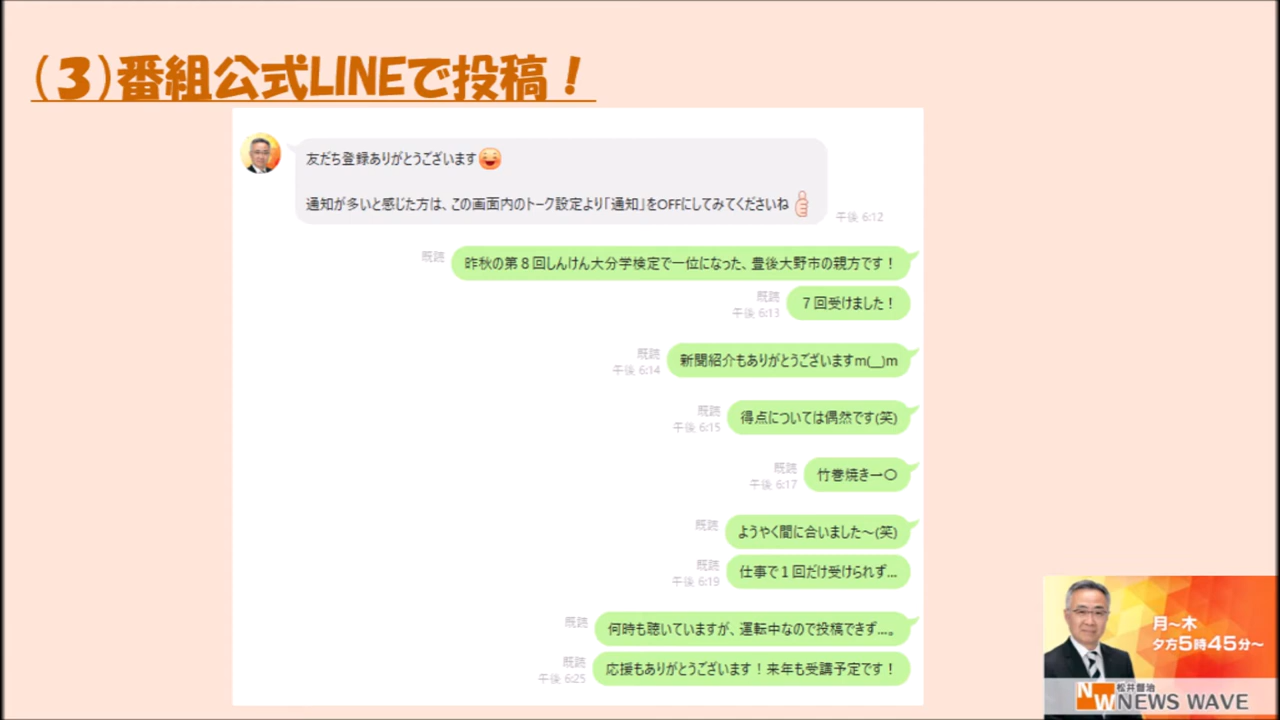 (3)番組公式LINEで投稿!
友だち登録ありがとうございます
通知が多いと感じた方は、この画面内のトーク設定より「通知」をOFFにしてみてくださいね
午後 6:12
既読
昨秋の第8回しんけん大分学検定で一位になった、豊後大野市の親方です!
既読
午後 6:13
7回受けました!
既読
午後 6:14
新聞紹介もありがとうございますm(__)m
既読
午後 6:15
得点については偶然です(笑)
既読
午後 6:17
竹巻焼き一〇
既読
ようやく間に合いました~(笑)
既読
午後 6:19
仕事で1回だけ受けられず...
既読
何時も聴いていますが、運転中なので投稿できず...。
既読
午後 6:25
応援もありがとうございます!来年も受講予定です!
月~木
夕方5時45分~
NW
松井督治
NEWS WAVE